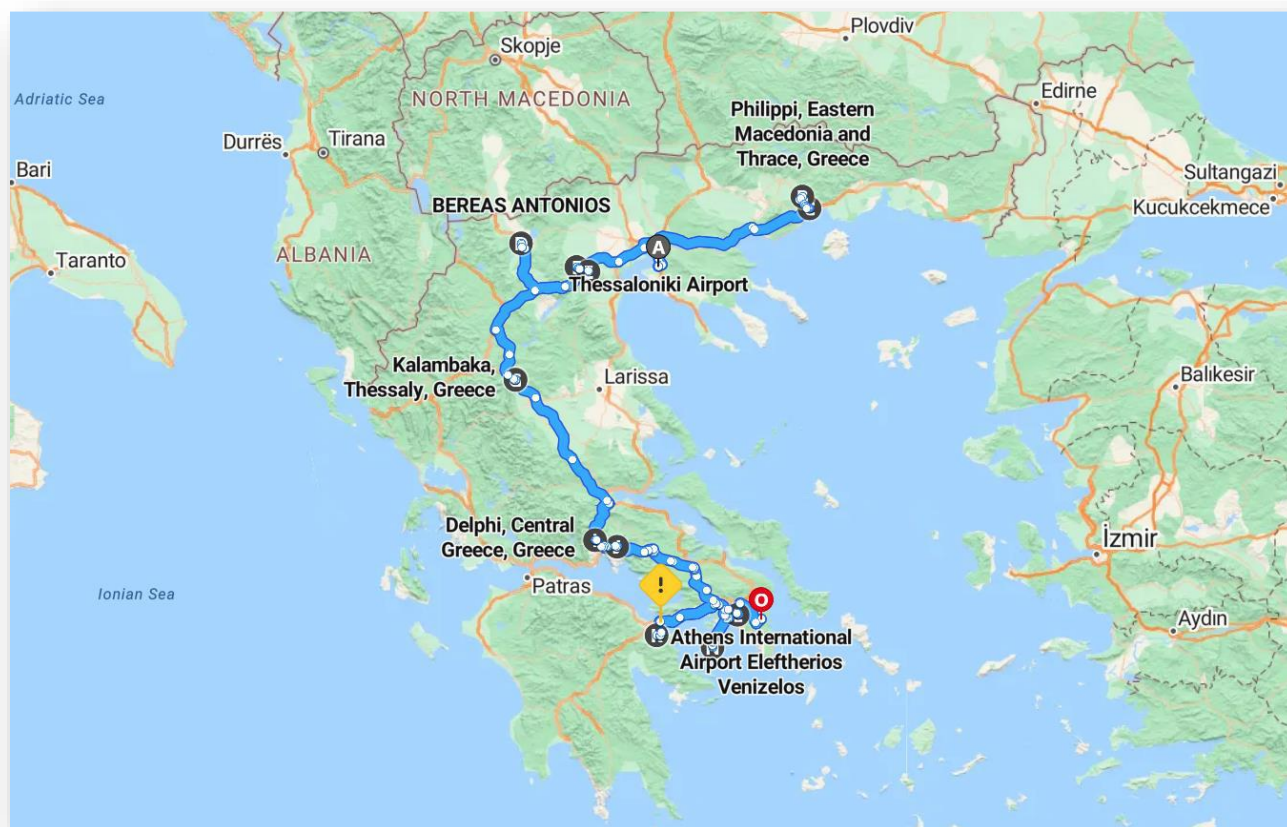 Skopje
Plovdiv
Adriatic Sea
NORTH MACEDONIA
Edirne
Philippi, Eastern
Macedonia and
Thrace, Greece
Durrës
Tirana
Bari
Sultangazi
Kucukcekmece
BEREAS ANTONIOS
ALBANIA
A
Taranto
Thessaloniki Airport
Kalambaka,
Thessaly, Greece
Larissa
Balıkesir
Delphi, Central
Greece, Greece
İzmir
Patras
!
Ionian Sea
O
Aydın
Athens International
Airport Eleftherios
Venizelos